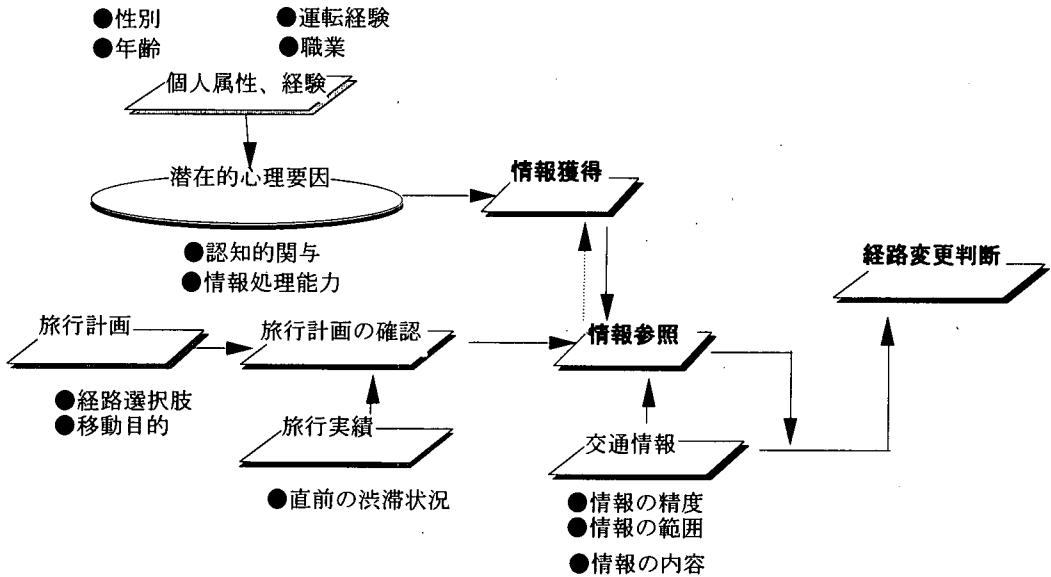 ●性別 ●運転経験
●年齢 ●職業
個人属性、経験
潜在的心理要因
情報獲得
●認知的関与
●情報処理能力
経路変更判断
旅行計画
旅行計画の確認
情報参照
●経路選択肢
●移動目的
旅行実績
交通情報
●直前の渋滞状況
●情報の精度
●情報の範囲
●情報の内容